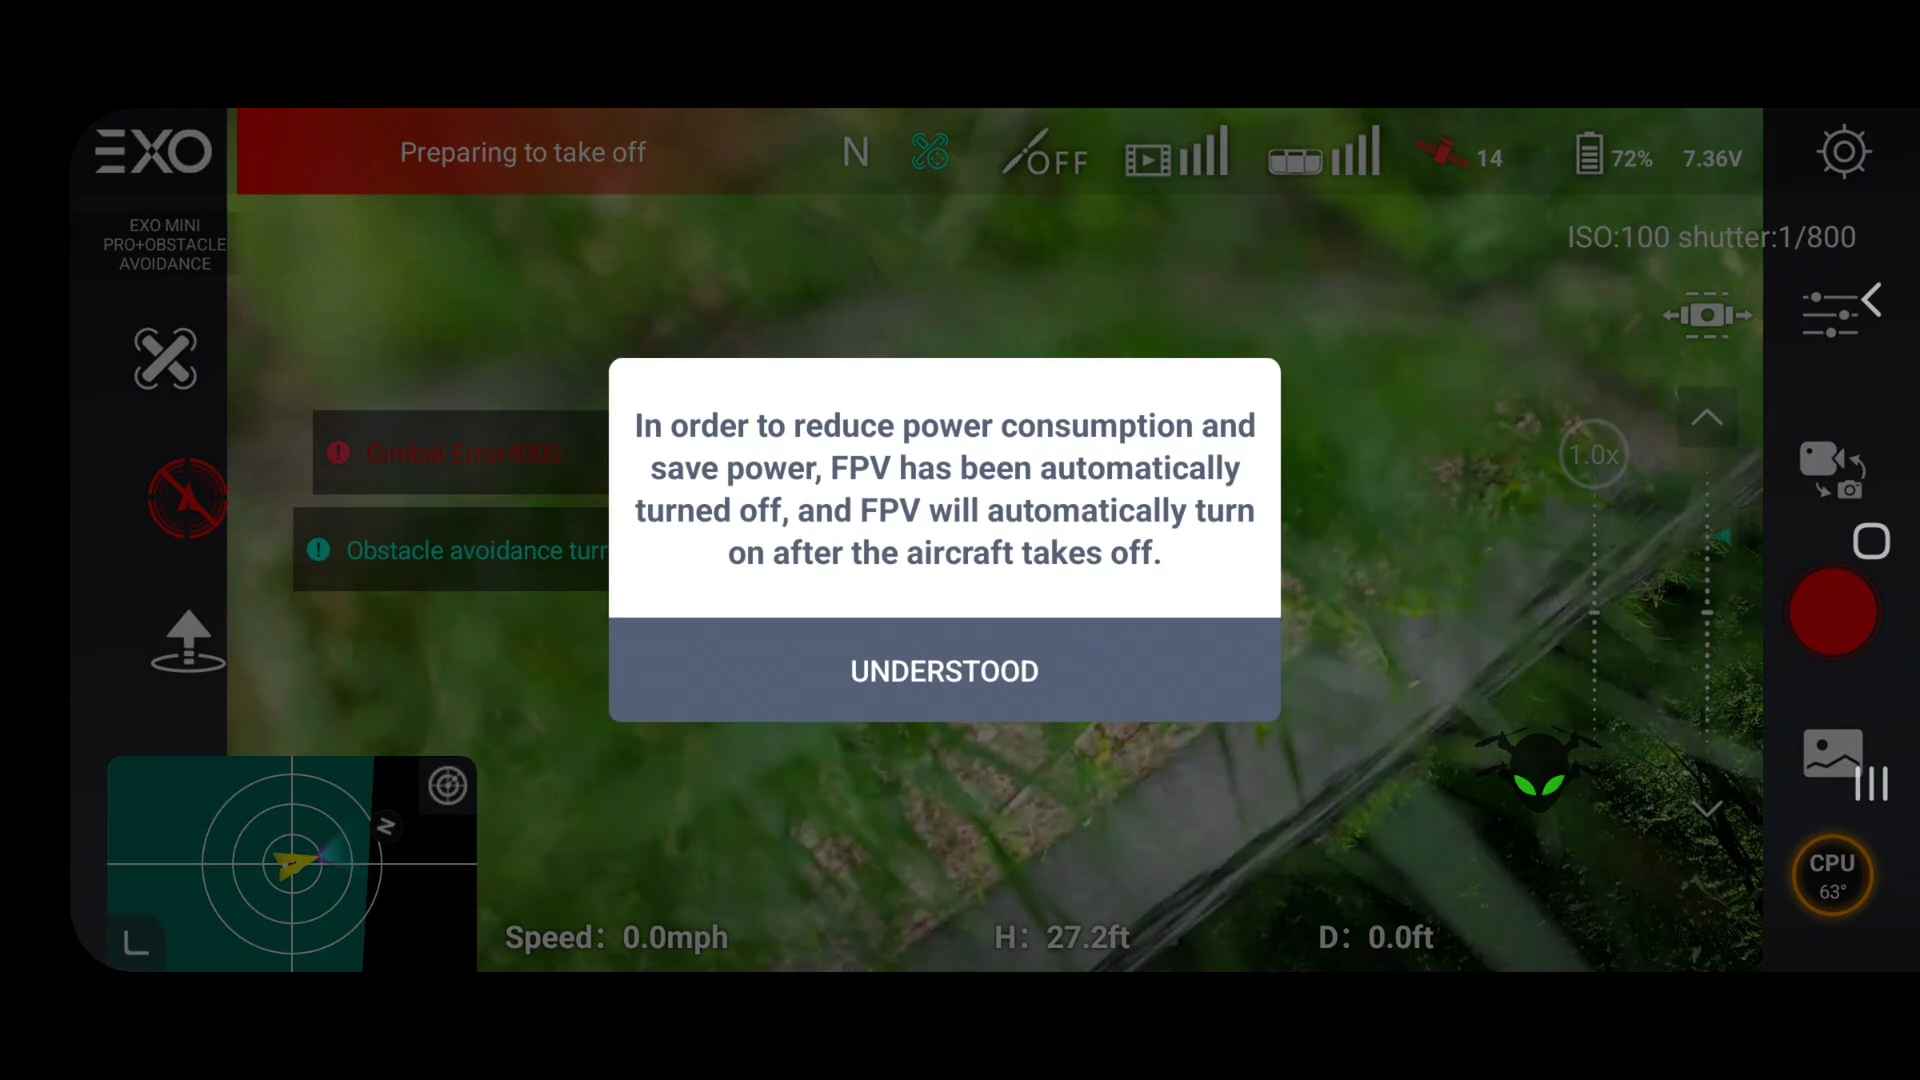 EXO
Preparing to take off
N
OFF
14
72%
7.36V
EXO MINI
PRO+OBSTACLE
AVOIDANCE
ISO:100 shutter:1/800
In order to reduce power consumption and
save power, FPV has been automatically
turned off, and FPV will automatically turn
on after the aircraft takes off.
UNDERSTOOD
Gimbal Error4000
Obstacle avoidance turn
1.0x
N
CPU
63°
Speed: 0.0mph
H: 27.2ft
D: 0.0ft